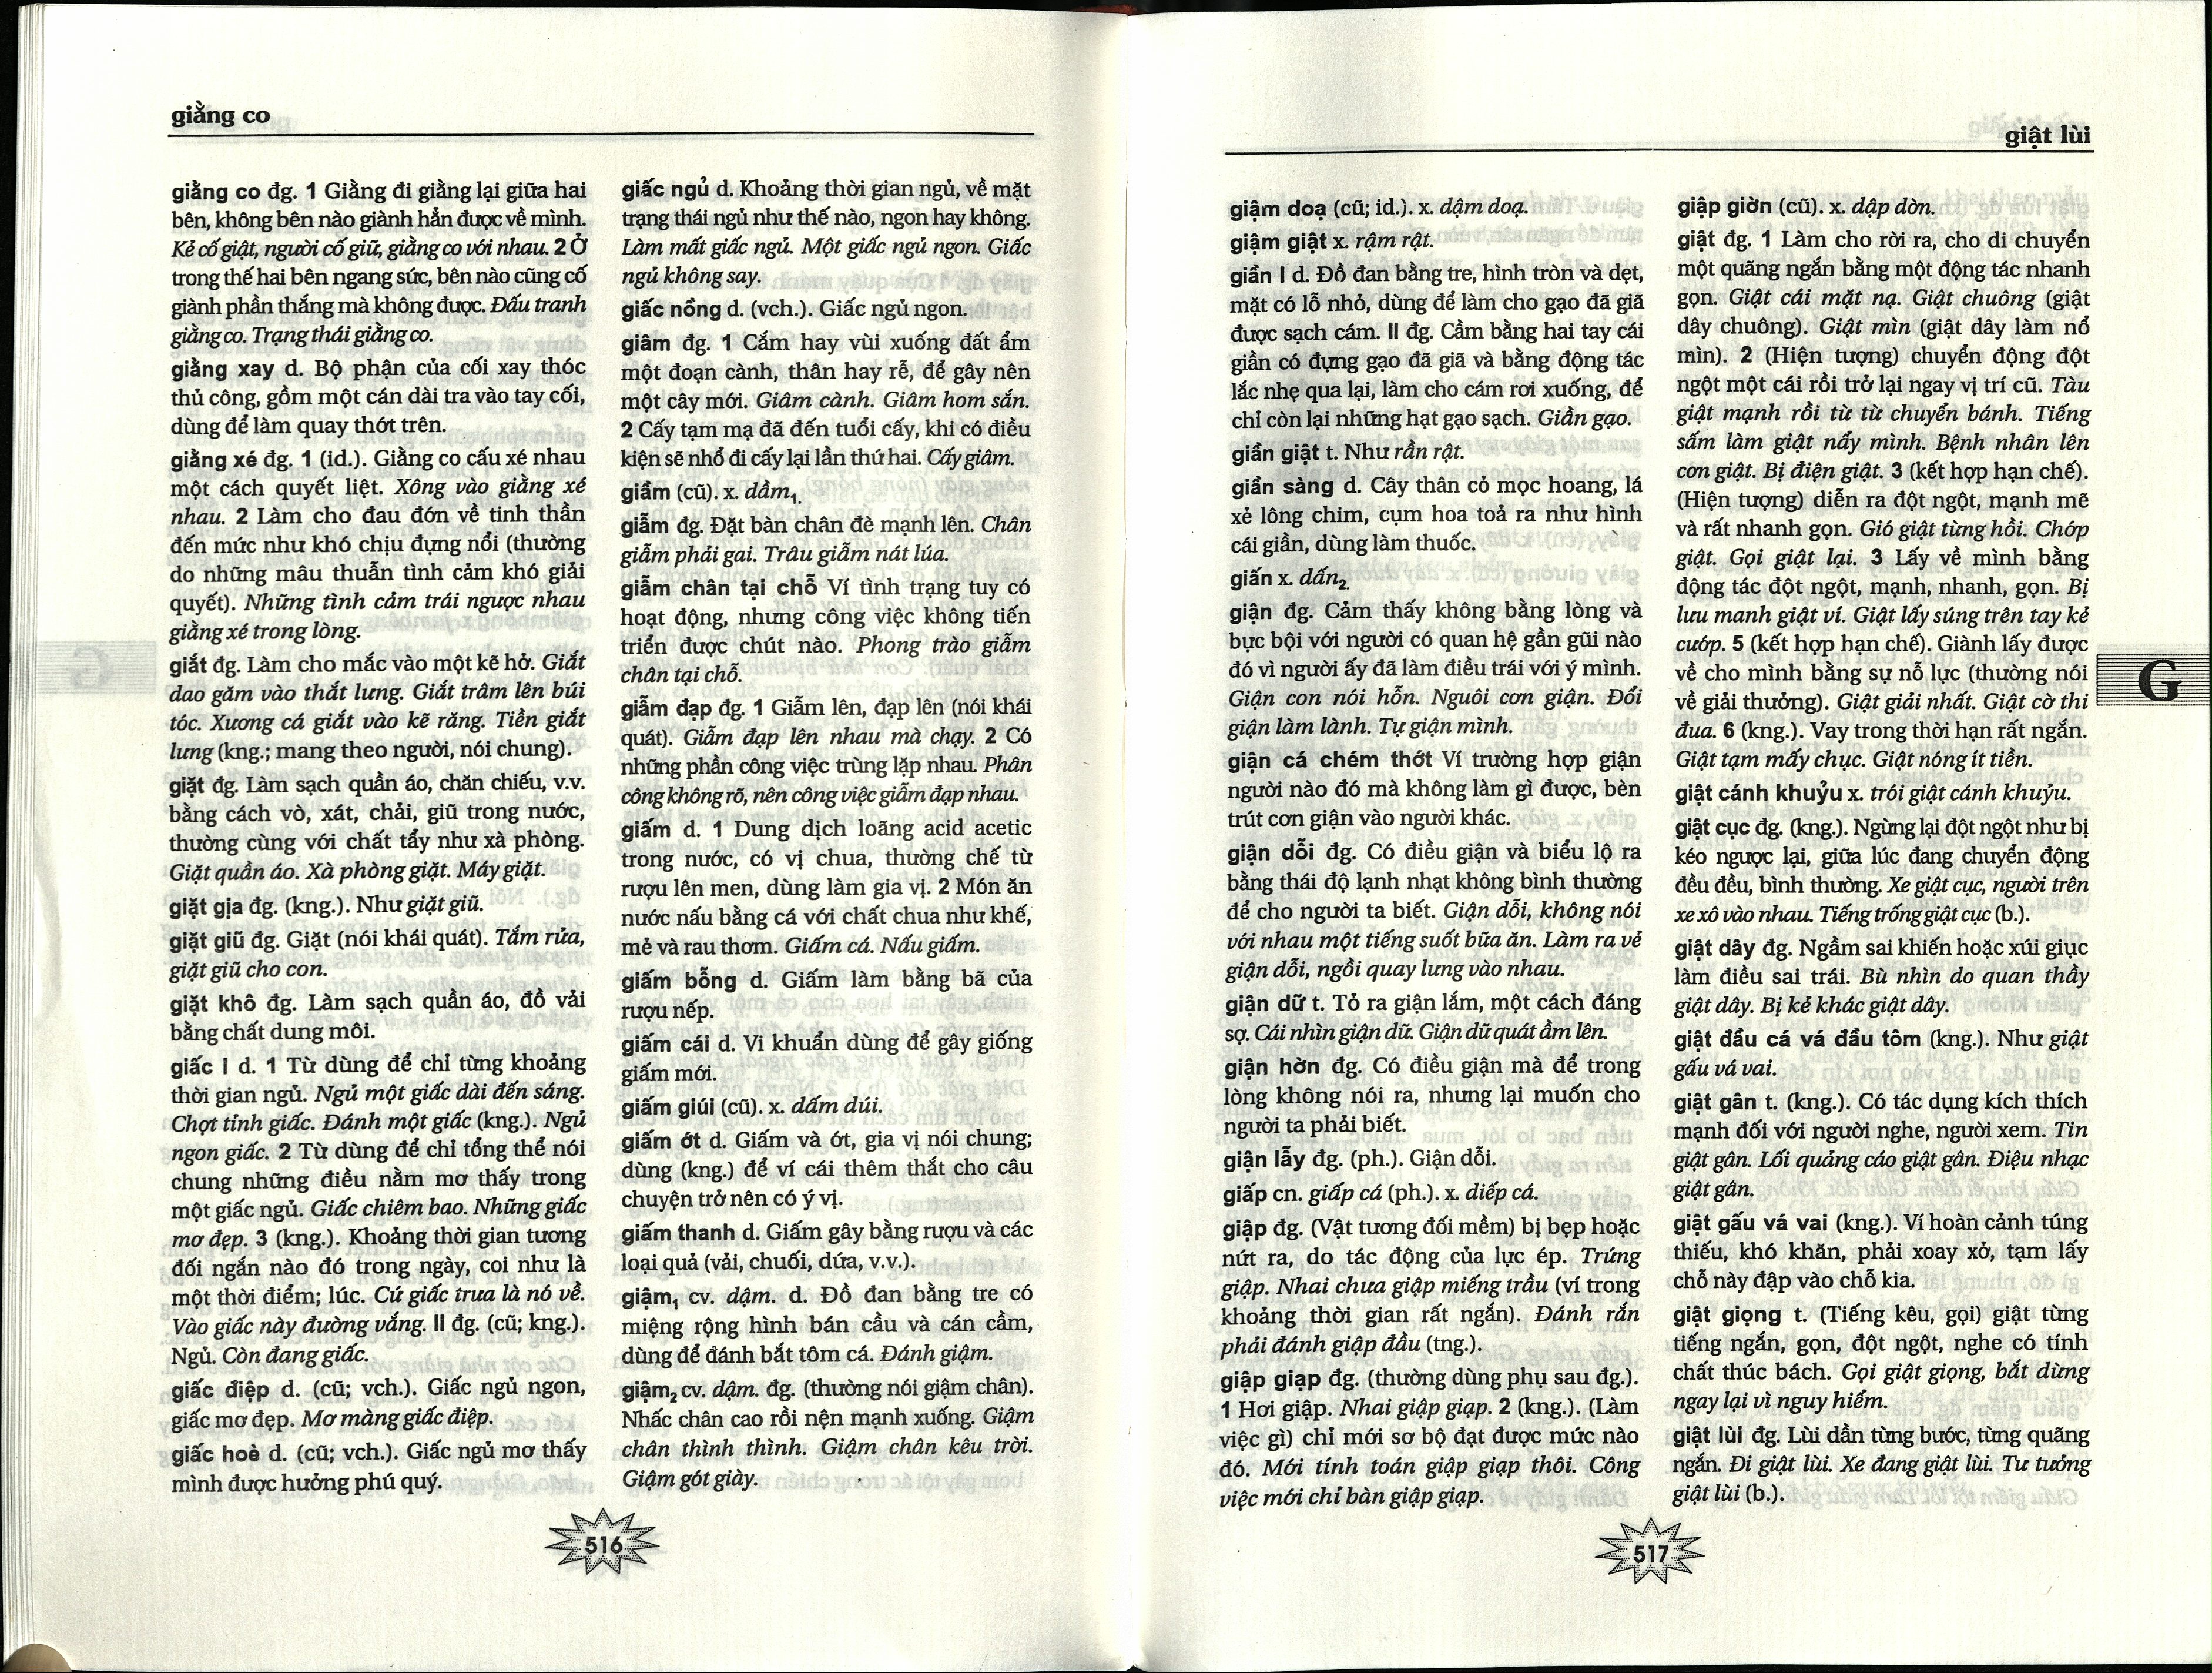 giằng co
giằng co đg. 1 Giằng đi giằng lại giữa hai
bên, không bên nào giành hẳn được về mình.
Kẻ cố giật, người cố giữ, giằng co với nhau. 2 Ở
trong thế hai bên ngang sức, bên nào cũng cố
giành phần thắng mà không được. Đấu tranh
giằng co. Trạng thái giằng co.
giằng xay d. Bộ phận của cối xay thóc
thủ công, gồm một cán dài tra vào tay cối,
dùng để làm quay thớt trên.
giằng xé đg. 1 (id.). Giằng co cấu xé nhau
một cách quyết liệt. Xông vào giằng xé
nhau. 2 Làm cho đau đón về tinh thần
đến mức như khó chịu đựng nổi (thường
do những mâu thuẫn tình cảm khó giải
quyết). Những tình cảm trái ngược nhau
giằng xé trong lòng.
giắt đg. Làm cho mắc vào một kẽ hở. Giắt
dao găm vào thắt lưng. Giắt trâm lên búi
tóc. Xương cá giắt vào kẽ răng. Tiền giắt
lưng (kng.; mang theo người, nói chung).
giặt đg. Làm sạch quần áo, chăn chiếu, v.v.
bằng cách vò, xát, chải, giũ trong nước,
thường cùng với chất tẩy như xà phòng.
Giặt quần áo. Xà phòng giặt. Máy giặt.
giặt gịa đg. (kng.). Như giặt giũ.
giặt giũ đg. Giặt (nói khái quát). Tắm rửa,
giặt giũ cho con.
giặt khô đg. Làm sạch quần áo, đồ vải
bằng chất dung môi.
giấc I d. 1 Từ dùng để chỉ từng khoảng
thời gian ngủ. Ngủ một giấc dài đến sáng.
Chợt tỉnh giấc. Đánh một giấc (kng.). Ngủ
ngon giấc. 2 Từ dùng để chỉ tổng thể nói
chung những điều nằm mơ thấy trong
một giấc ngủ. Giấc chiêm bao. Những giấc
mơ đẹp. 3 (kng.). Khoảng thời gian tương
đối ngắn nào đó trong ngày, coi như là
một thời điểm; lúc. Cứ giấc trưa là nó về.
Vào giấc này đường vắng. II đg. (cũ; kng.).
Ngủ. Còn đang giấc.
giấc điệp d. (cũ; vch.). Giấc ngủ ngon,
giấc mơ đẹp. Mơ màng giấc điệp.
giấc hoè d. (cũ; vch.). Giấc ngủ mơ thấy
mình được hưởng phú quý.
giấc ngủ d. Khoảng thời gian ngủ, về mặt
trạng thái ngủ như thế nào, ngon hay không.
Làm mất giấc ngủ. Một giấc ngủ ngon. Giấc
ngủ không say.
giấc nồng d. (vch.). Giấc ngủ ngon.
giâm đg. 1 Cắm hay vùi xuống đất ẩm
một đoạn cành, thân hay rễ, để gây nên
một cây mới. Giâm cành. Giâm hom sắn.
2 Cấy tạm mạ đã đến tuổi cấy, khi có điều
kiện sẽ nhổ đi cấy lại lần thứ hai. Cấy giâm.
giầm (cũ). x. dầm₁.
giẫm đg. Đặt bàn chân đè mạnh lên. Chân
giẫm phải gai. Trâu giẫm nát lúa.
giẫm chân tại chỗ Ví tình trạng tuy có
hoạt động, nhưng công việc không tiến
triển được chút nào. Phong trào giẫm
chân tại chỗ.
giẫm đạp đg. 1 Giẫm lên, đạp lên (nói khái
quát). Giẫm đạp lên nhau mà chạy. 2 Có
những phần công việc trùng lặp nhau. Phân
công không rõ, nên công việc giẫm đạp nhau.
giấm d. 1 Dung dịch loãng acid acetic
trong nước, có vị chua, thường chế từ
rượu lên men, dùng làm gia vị. 2 Món ăn
nước nấu bằng cá với chất chua như khế,
mẻ và rau thơm. Giấm cá. Nấu giấm.
giấm bỗng d. Giấm làm bằng bã của
rượu nếp.
giấm cái d. Vi khuẩn dùng để gây giống
giấm mới.
giấm giúi (cũ). x. dấm dúi.
giấm ớt d. Giấm và ớt, gia vị nói chung;
dùng (kng.) để ví cái thêm thắt cho câu
chuyện trở nên có ý vị.
giấm thanh d. Giấm gây bằng rượu và các
loại quả (vải, chuối, dứa, v.v.).
giậm₁ cv. dậm. d. Đồ đan bằng tre có
miệng rộng hình bán cầu và cán cầm,
dùng để đánh bắt tôm cá. Đánh giậm.
giậm₂ cv. dậm. đg. (thường nói giậm chân).
Nhấc chân cao rồi nện mạnh xuống. Giậm
chân thình thình. Giậm chân kêu trời.
Giậm gót giày.
516
giật lùi
giậm doạ (cũ; id.). x. dậm doạ.
giậm giật x. rậm rật.
giần I d. Đồ đan bằng tre, hình tròn và dẹt,
mặt có lỗ nhỏ, dùng để làm cho gạo đã giã
được sạch cám. II đg. Cầm bằng hai tay cái
giần có đựng gạo đã giã và bằng động tác
lắc nhẹ qua lại, làm cho cám rơi xuống, để
chỉ còn lại những hạt gạo sạch. Giần gạo.
giần giật t. Như rần rật.
giần sàng d. Cây thân cỏ mọc hoang, lá
xẻ lông chim, cụm hoa toả ra như hình
cái giần, dùng làm thuốc.
giấn x. dấn₂.
giận đg. Cảm thấy không bằng lòng và
bực bội với người có quan hệ gần gũi nào
đó vì người ấy đã làm điều trái với ý mình.
Giận con nói hỗn. Nguôi cơn giận. Đổi
giận làm lành. Tự giận mình.
giận cá chém thớt Ví trường hợp giận
người nào đó mà không làm gì được, bèn
trút cơn giận vào người khác.
giận dỗi đg. Có điều giận và biểu lộ ra
bằng thái độ lạnh nhạt không bình thường
để cho người ta biết. Giận dỗi, không nói
với nhau một tiếng suốt bữa ăn. Làm ra vẻ
giận dỗi, ngồi quay lưng vào nhau.
giận dữ t. Tỏ ra giận lắm, một cách đáng
sợ. Cái nhìn giận dữ. Giận dữ quát ầm lên.
giận hờn đg. Có điều giận mà để trong
lòng không nói ra, nhưng lại muốn cho
người ta phải biết.
giận lẫy đg. (ph.). Giận dỗi.
giấp cn. giấp cá (ph.). x. diếp cá.
giập đg. (Vật tương đối mềm) bị bẹp hoặc
nứt ra, do tác động của lực ép. Trứng
giập. Nhai chưa giập miếng trầu (ví trong
khoảng thời gian rất ngắn). Đánh rắn
phải đánh giập đầu (tng.).
giập giạp đg. (thường dùng phụ sau đg.).
1 Hơi giập. Nhai giập giạp. 2 (kng.). (Làm
việc gì) chỉ mới sơ bộ đạt được mức nào
đó. Mới tính toán giập giạp thôi. Công
việc mới chỉ bàn giập giạp.
giập giờn (cũ). x. dập dờn.
giật đg. 1 Làm cho rời ra, cho di chuyển
một quãng ngắn bằng một động tác nhanh
gọn. Giật cái mặt nạ. Giật chuông (giật
dây chuông). Giật mìn (giật dây làm nổ
mìn). 2 (Hiện tượng) chuyển động đột
ngột một cái rồi trở lại ngay vị trí cũ. Tàu
giật mạnh rồi từ từ chuyển bánh. Tiếng
sấm làm giật nẩy mình. Bệnh nhân lên
cơn giật. Bị điện giật. 3 (kết hợp hạn chế).
(Hiện tượng) diễn ra đột ngột, mạnh mẽ
và rất nhanh gọn. Gió giật từng hồi. Chớp
giật. Gọi giật lại. 3 Lấy về mình bằng
động tác đột ngột, mạnh, nhanh, gọn. Bị
lưu manh giật ví. Giật lấy súng trên tay kẻ
cướp. 5 (kết hợp hạn chế). Giành lấy được
về cho mình bằng sự nỗ lực (thường nói
về giải thưởng). Giật giải nhất. Giật cờ thi
đua. 6 (kng.). Vay trong thời hạn rất ngắn.
Giật tạm mấy chục. Giật nóng ít tiền.
giật cánh khuỷu x. trói giật cánh khuỷu.
giật cục đg. (kng.). Ngừng lại đột ngột như bị
kéo ngược lại, giữa lúc đang chuyển động
đều đều, bình thường. Xe giật cục, người trên
xe xô vào nhau. Tiếng trống giật cục (b.).
giật dây đg. Ngầm sai khiến hoặc xúi giục
làm điều sai trái. Bù nhìn do quan thầy
giật dây. Bị kẻ khác giật dây.
giật đầu cá vá đầu tôm (kng.). Như giật
gấu vá vai.
giật gân t. (kng.). Có tác dụng kích thích
mạnh đối với người nghe, người xem. Tin
giật gân. Lối quảng cáo giật gân. Điệu nhạc
giật gân.
giật gấu vá vai (kng.). Ví hoàn cảnh túng
thiếu, khó khăn, phải xoay xở, tạm lấy
chỗ này đập vào chỗ kia.
giật giọng t. (Tiếng kêu, gọi) giật từng
tiếng ngắn, gọn, đột ngột, nghe có tính
chất thúc bách. Gọi giật giọng, bắt dừng
ngay lại vì nguy hiểm.
giật lùi đg. Lùi dần từng bước, từng quãng
ngắn. Đi giật lùi. Xe đang giật lùi. Tư tưởng
giật lùi (b.).
G
517